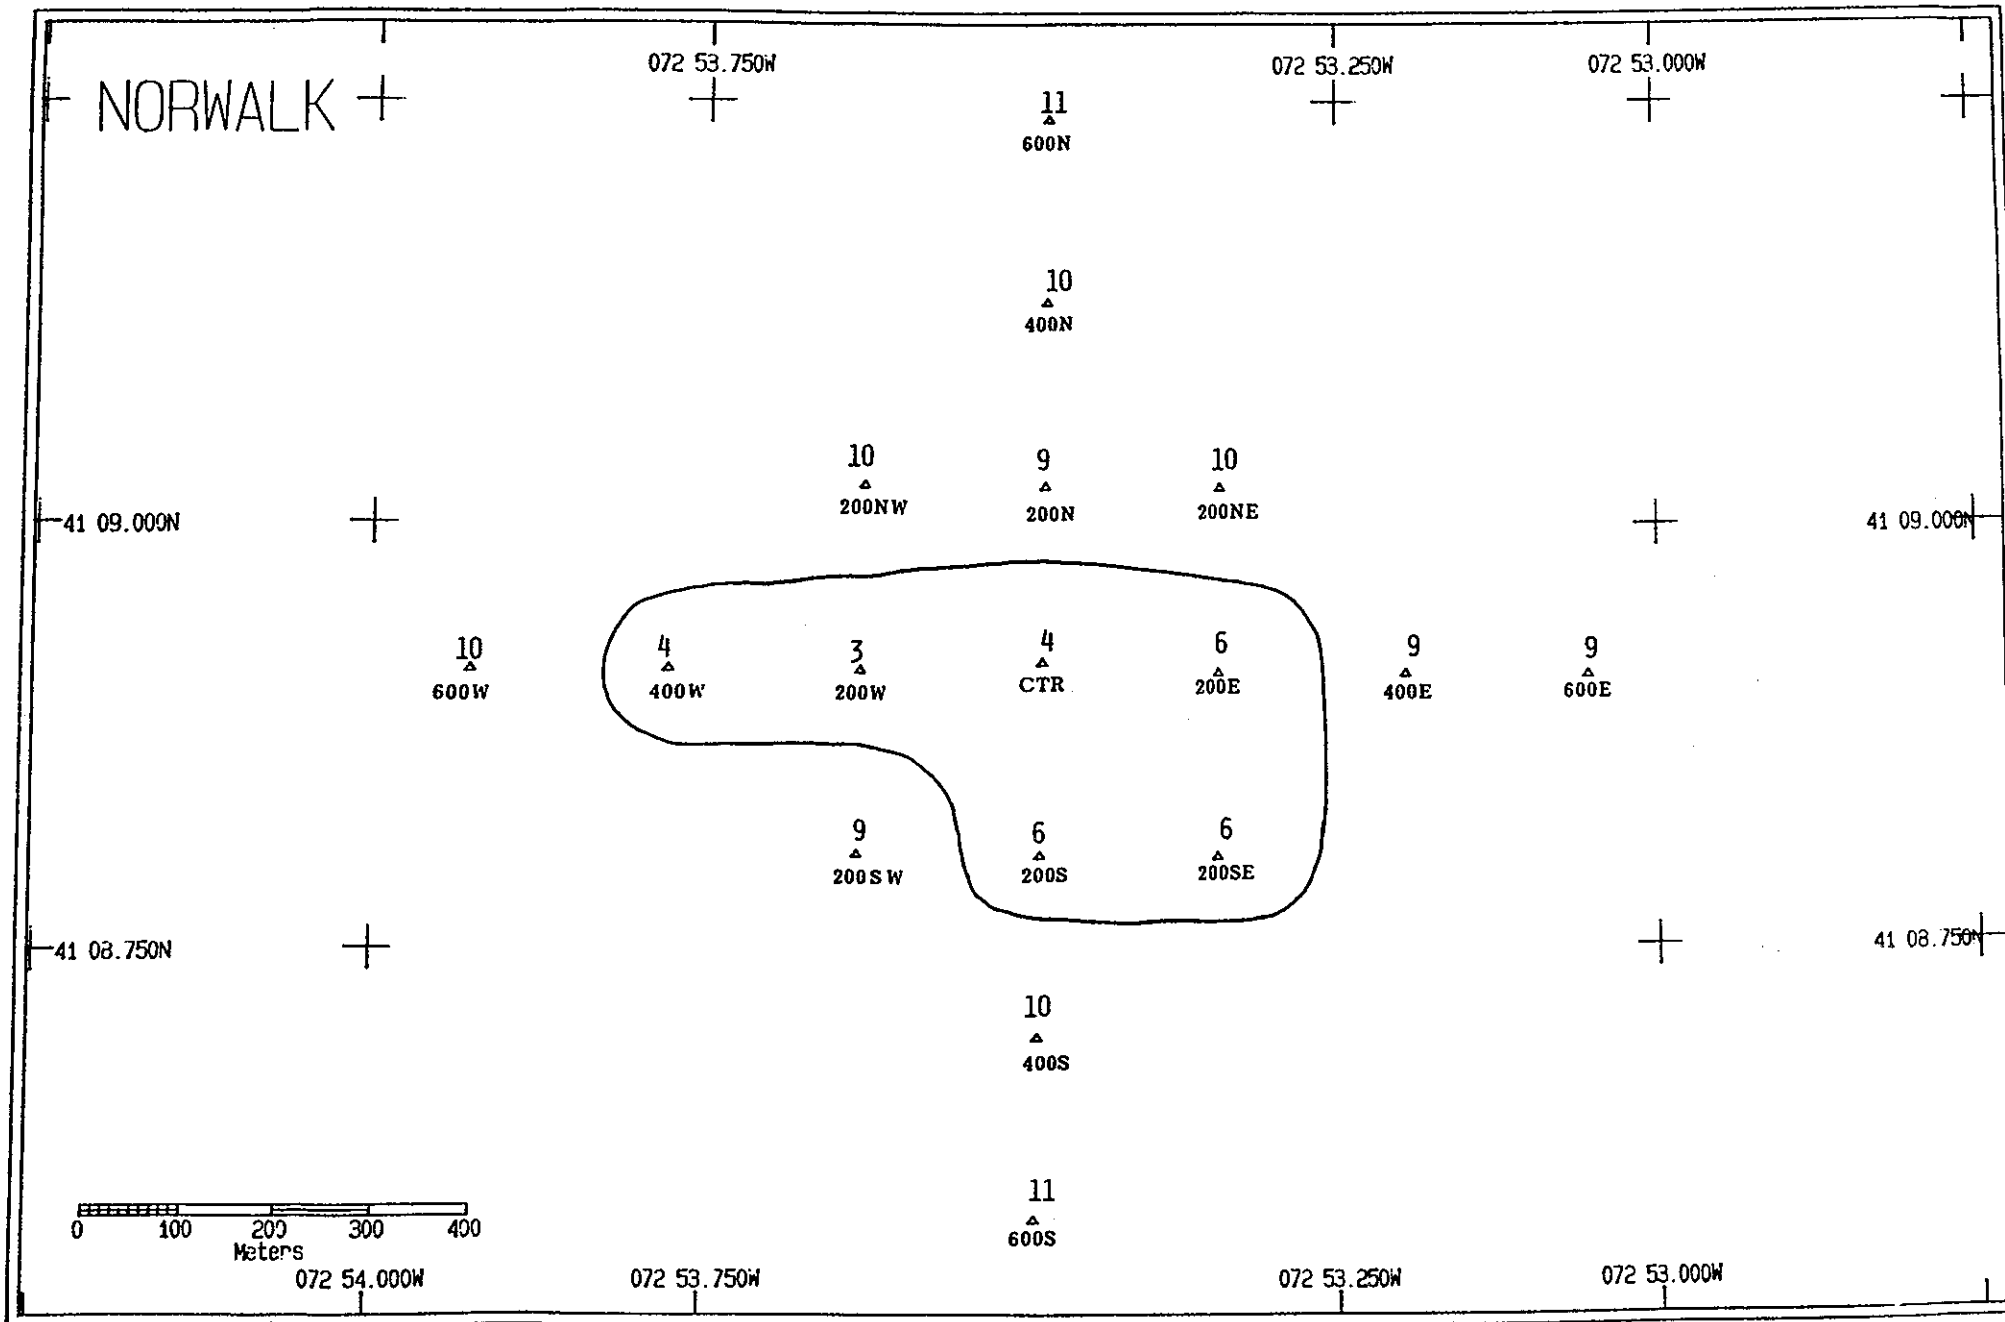 072 53.750W 072 53.250W 072 53.000W
NORWALK
11
600N
10
400N
10 9 10
200NW 200N 200NE
41 09.000N 41 09.000N
10 4 3 4 6 9 9
600W 400W 200W CTR 200E 400E 600E
9 6 6
200SW 200S 200SE
41 08.750N 41 08.750N
10
400S
11
600S
0 100 200 300 400
Meters
072 54.000W 072 53.750W 072 53.250W 072 53.000W